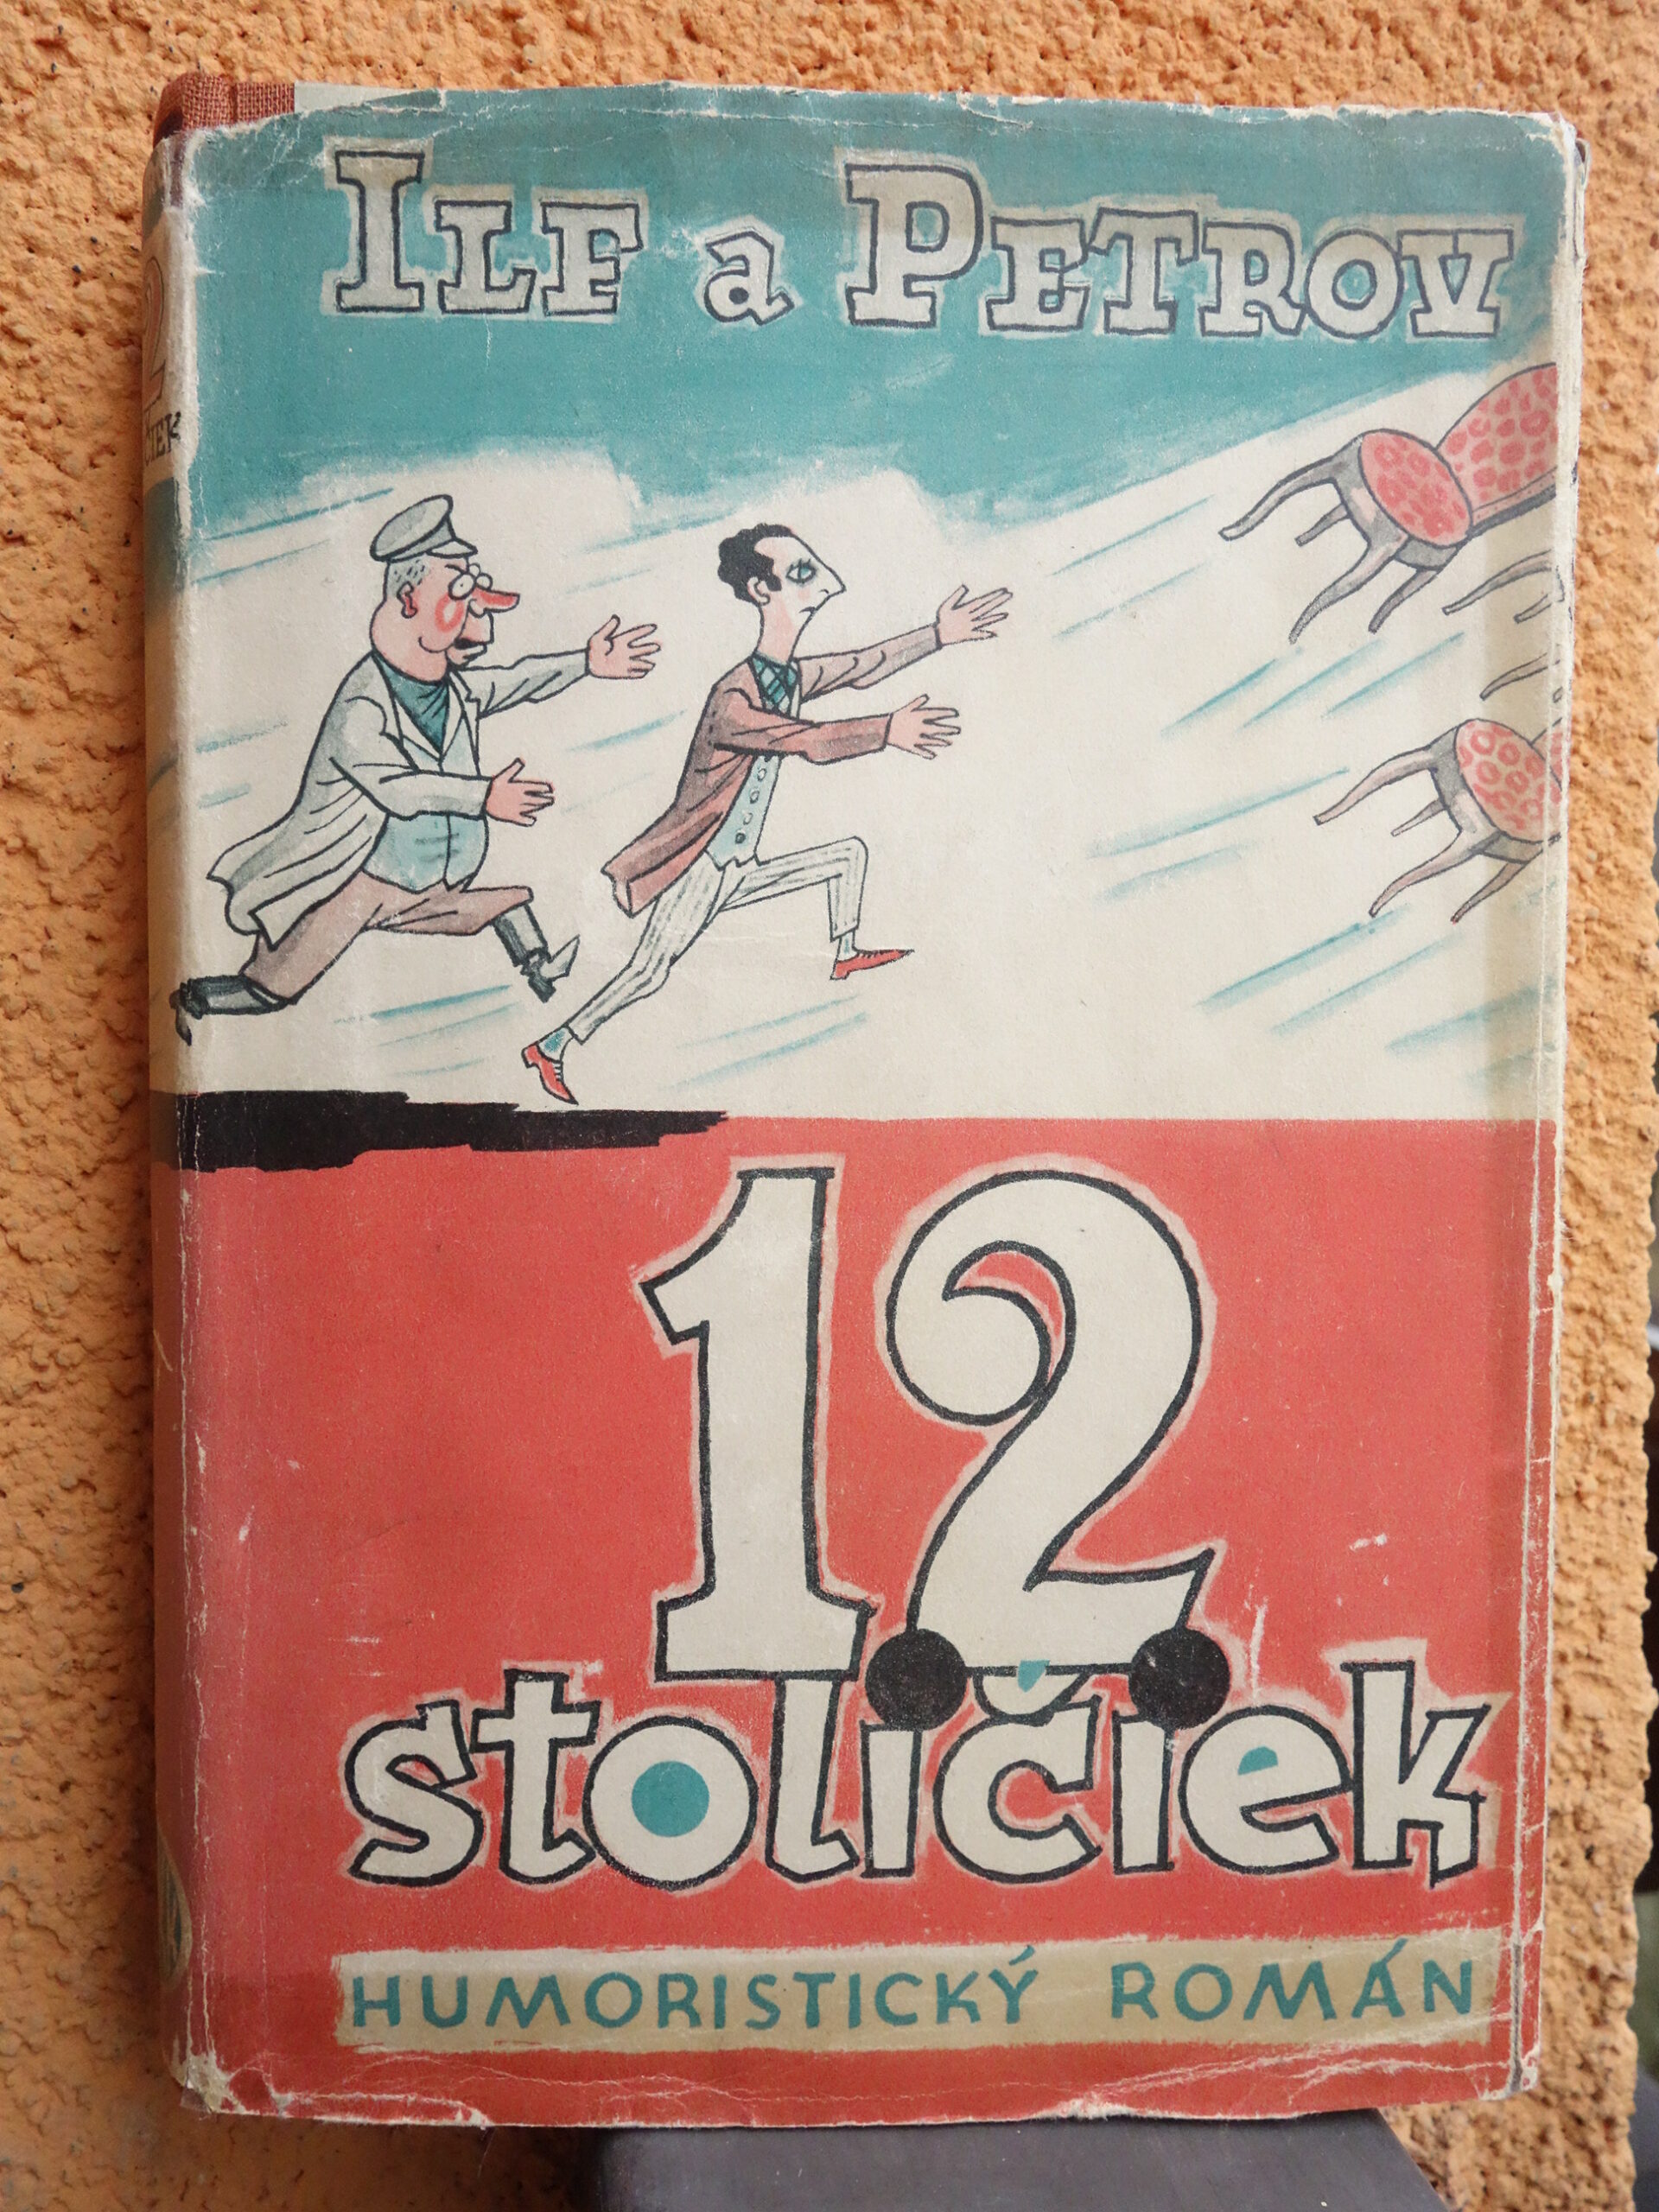 ILF a PETROV
12
stoličiek
HUMORISTICKÝ ROMÁN